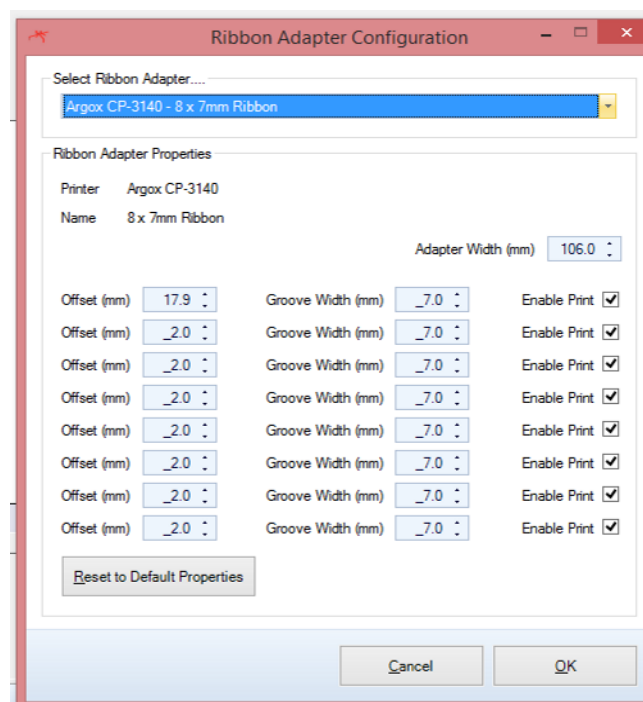 Ribbon Adapter Configuration
Select Ribbon Adapter....
Argox CP-3140 - 8 x 7mm Ribbon
Ribbon Adapter Properties
Printer Argox CP-3140
Name 8 x 7mm Ribbon
Adapter Width (mm) 106.0
Offset (mm) 17.9 Groove Width (mm) _7.0 Enable Print
Offset (mm) _2.0 Groove Width (mm) _7.0 Enable Print
Offset (mm) _2.0 Groove Width (mm) _7.0 Enable Print
Offset (mm) _2.0 Groove Width (mm) _7.0 Enable Print
Offset (mm) _2.0 Groove Width (mm) _7.0 Enable Print
Offset (mm) _2.0 Groove Width (mm) _7.0 Enable Print
Offset (mm) _2.0 Groove Width (mm) _7.0 Enable Print
Offset (mm) _2.0 Groove Width (mm) _7.0 Enable Print
Reset to Default Properties
Cancel OK